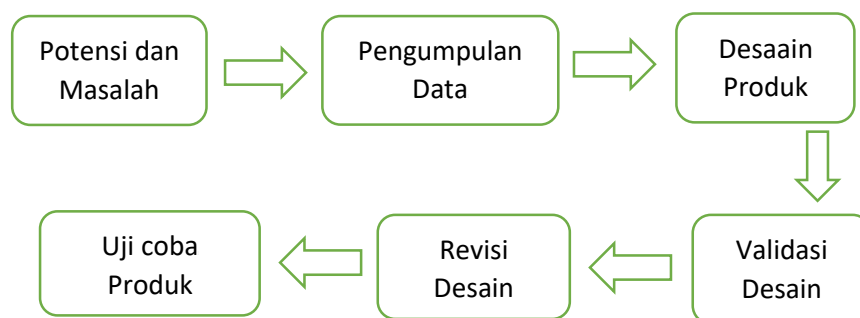 Potensi dan
Masalah
Pengumpulan
Data
Desaain
Produk
Validasi
Desain
Revisi
Desain
Uji coba
Produk